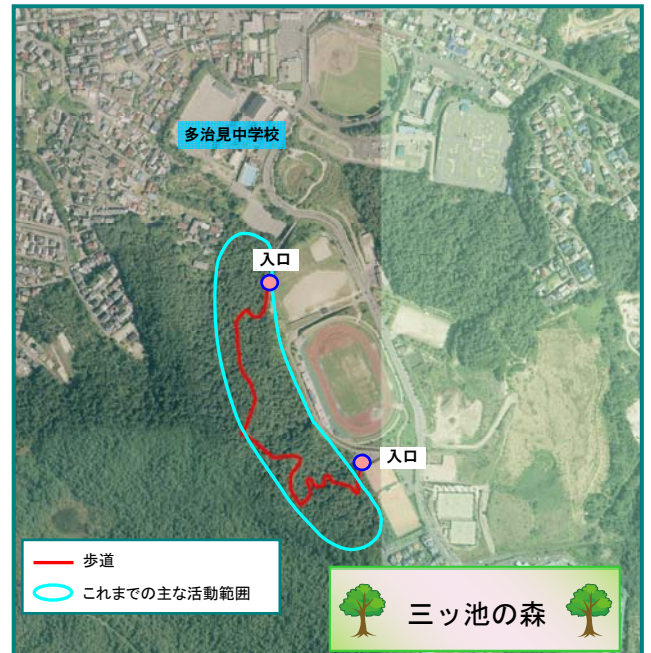 多治見中学校
入口
入口
歩道
これまでの主な活動範囲
三ッ池の森